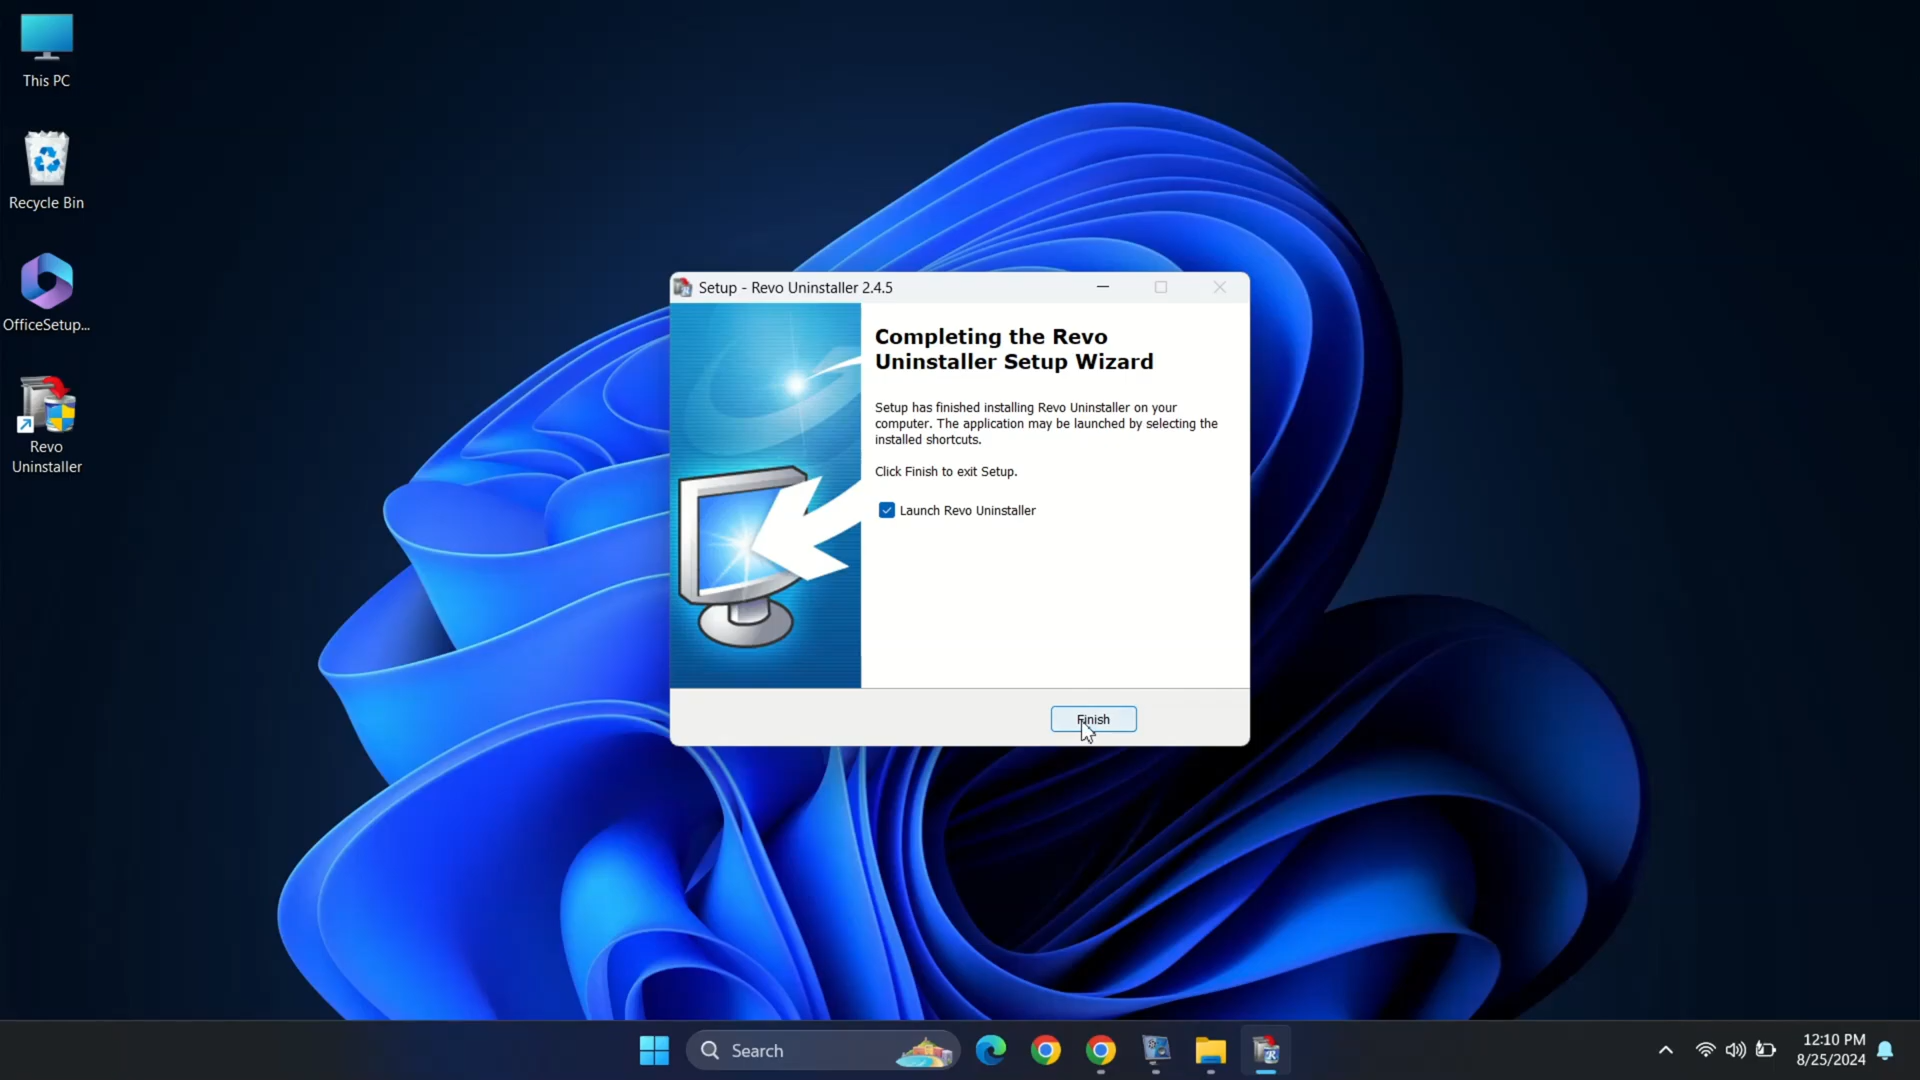 This PC
Recycle Bin
OfficeSetup...
Revo
Uninstaller
Setup - Revo Uninstaller 2.4.5
Completing the Revo
Uninstaller Setup Wizard
Setup has finished installing Revo Uninstaller on your
computer. The application may be launched by selecting the
installed shortcuts.
Click Finish to exit Setup.
Launch Revo Uninstaller
Finish
Search
12:10 PM
8/25/2024